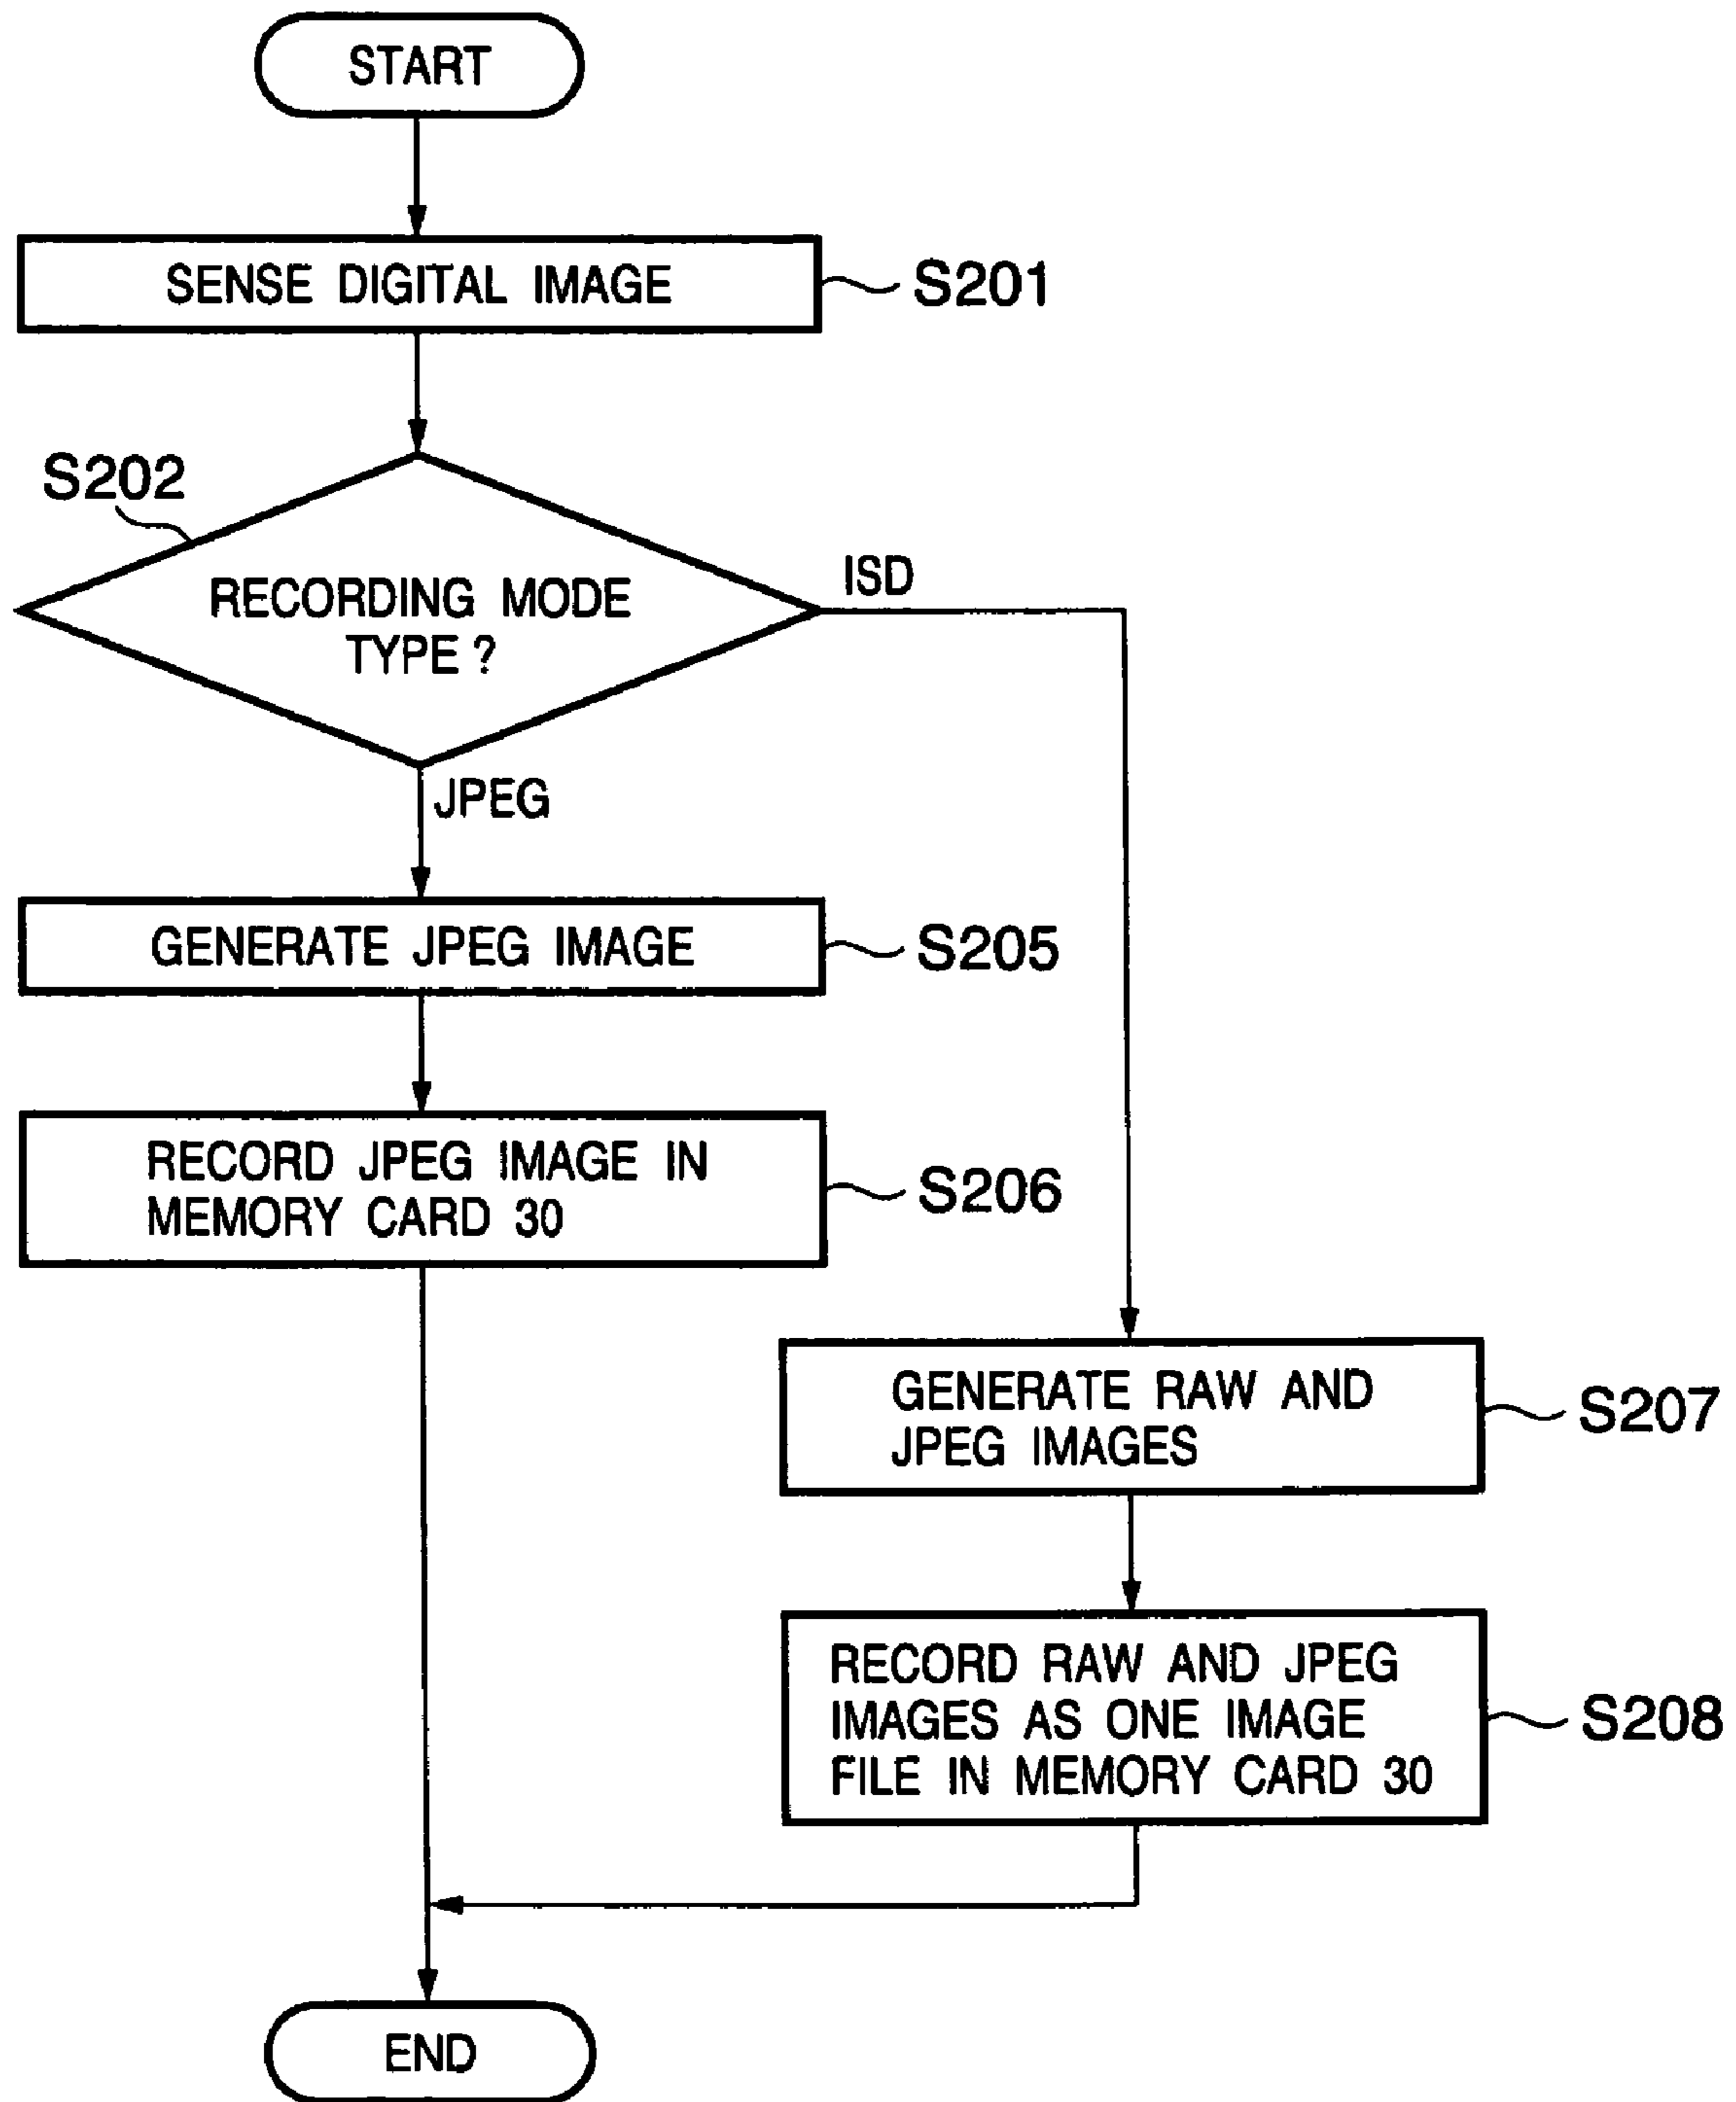 START
SENSE DIGITAL IMAGE
S201
S202
RECORDING MODE
TYPE ?
ISD
JPEG
GENERATE JPEG IMAGE
S205
RECORD JPEG IMAGE IN
MEMORY CARD 30
S206
GENERATE RAW AND
JPEG IMAGES
S207
RECORD RAW AND JPEG
IMAGES AS ONE IMAGE
FILE IN MEMORY CARD 30
S208
END